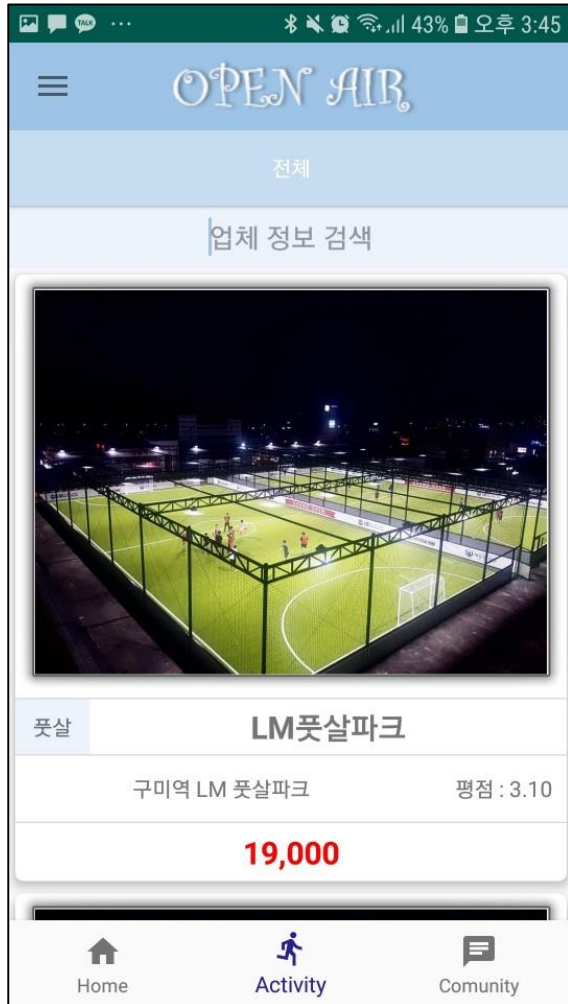 TALK ... 43% 오후 3:45
OPEN AIR
전체
업체 정보 검색
풋살 LM풋살파크
구미역 LM 풋살파크 평점 : 3.10
19,000
Home Activity Comunity